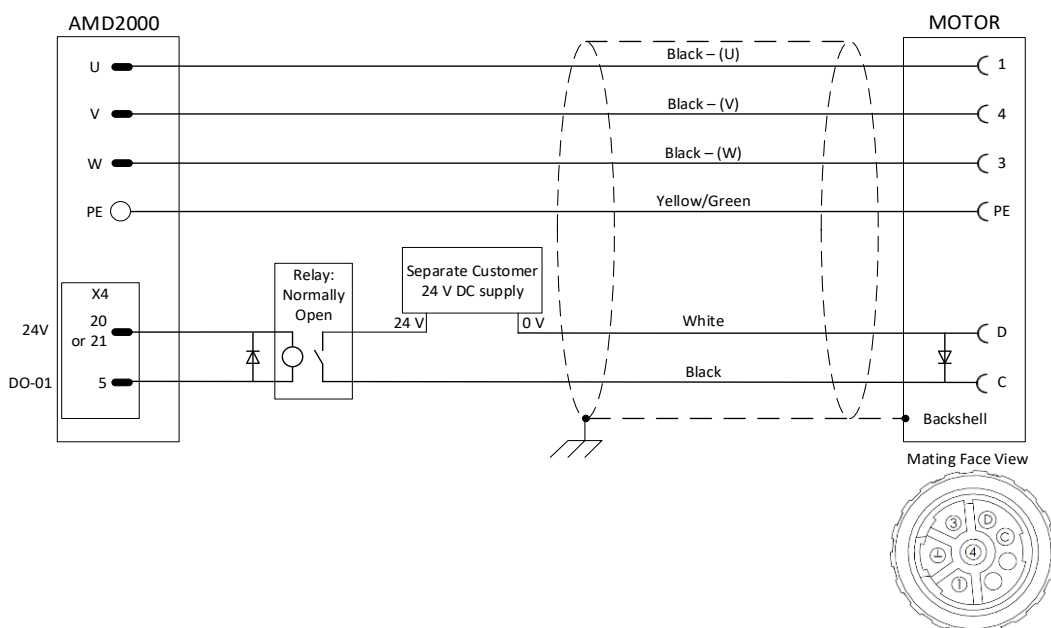 AMD2000
MOTOR
U
Black – (U)
1
V
Black – (V)
4
W
Black – (W)
3
PE
Yellow/Green
PE
X4
Relay:
Normally
Open
Separate Customer
24 V DC supply
24V
20
or 21
24 V
0 V
White
D
DO-01
5
Black
C
Backshell
Mating Face View
3
D
C
4
1